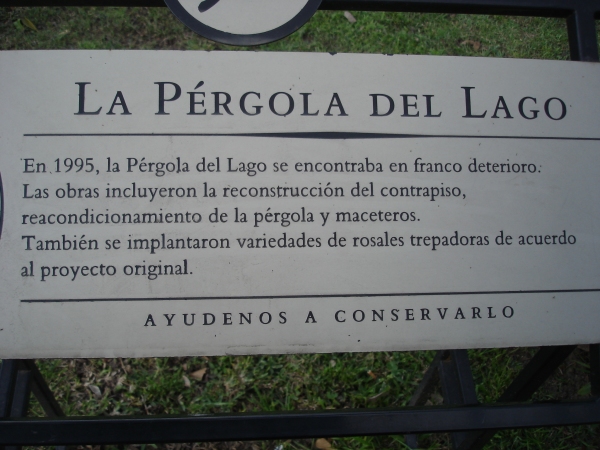 LA PÉRGOLA DEL LAGO
En 1995, la Pérgola del Lago se encontraba en franco deterioro.
Las obras incluyeron la reconstrucción del contrapiso,
reacondicionamiento de la pérgola y maceteros.
También se implantaron variedades de rosales trepadoras de acuerdo
al proyecto original.
AYUDENOS A CONSERVARLO